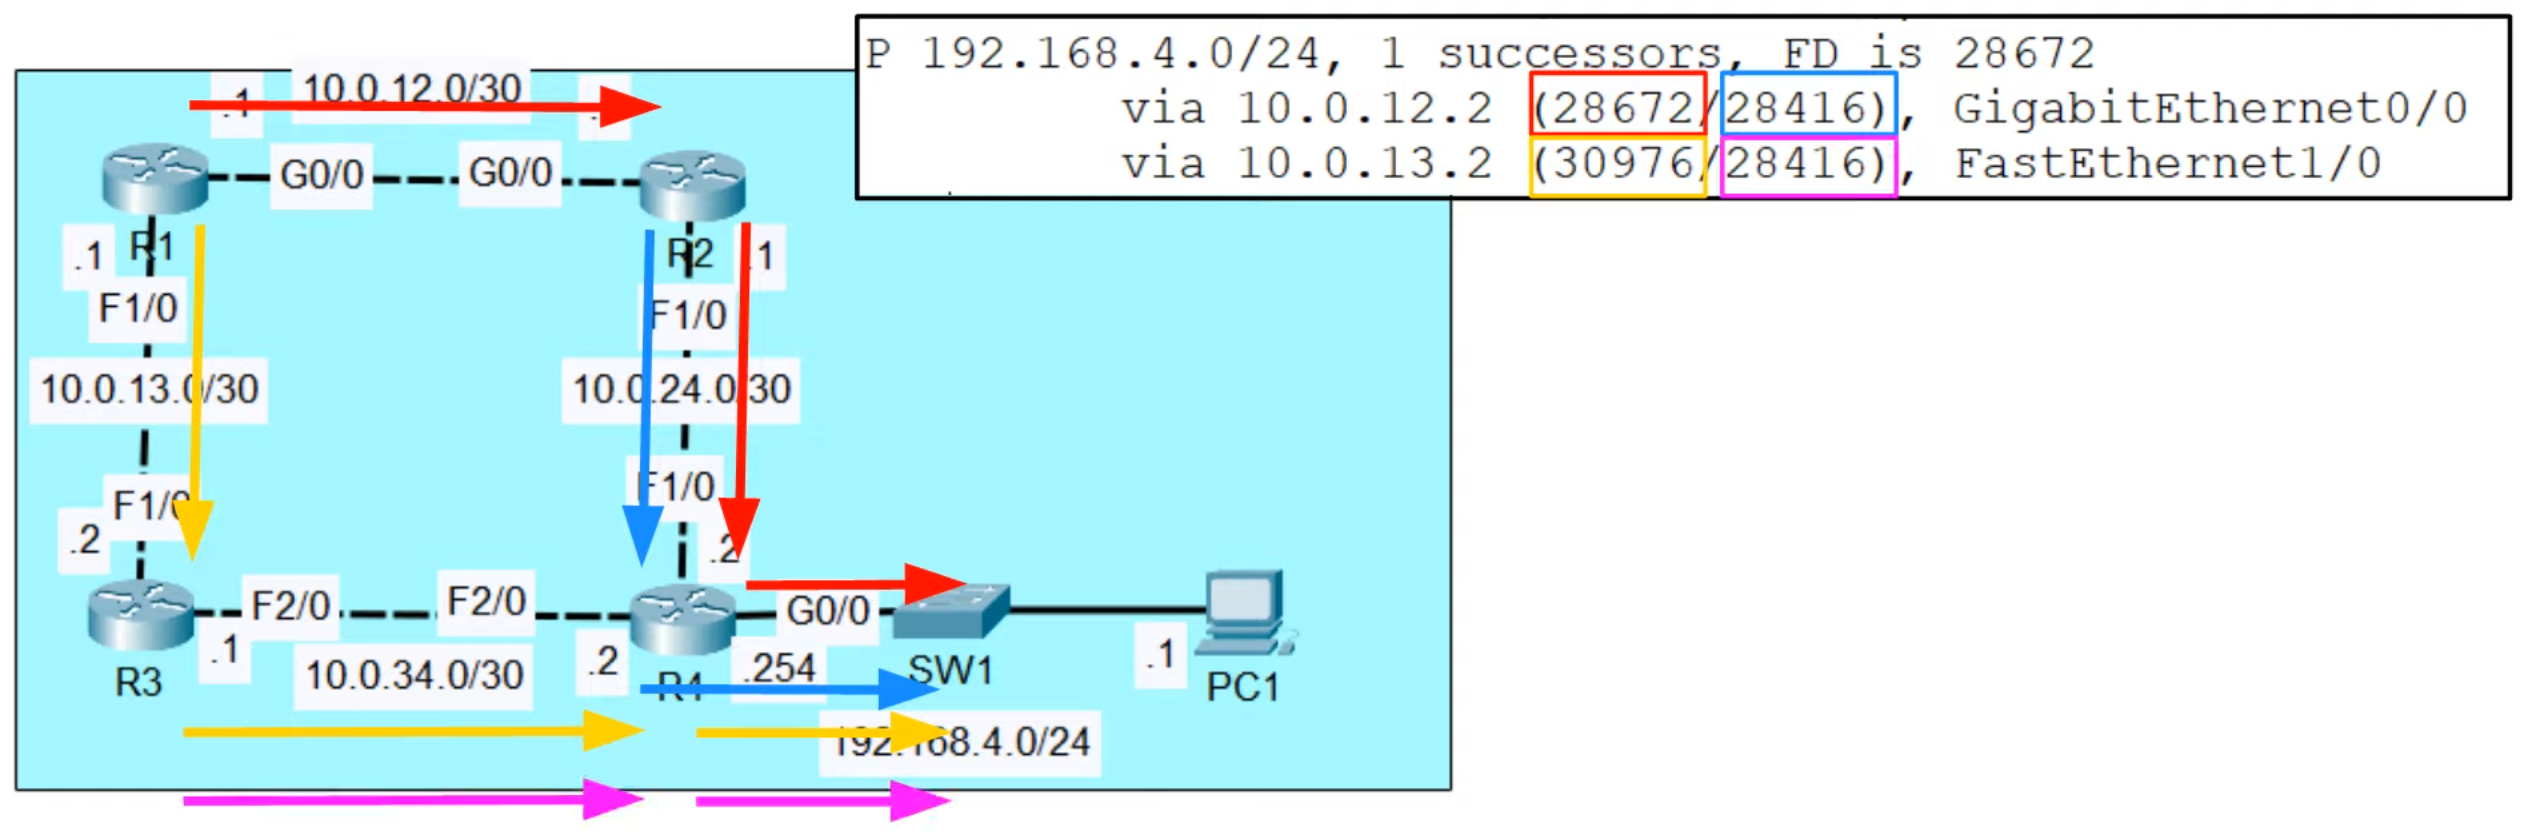 P 192.168.4.0/24, 1 successors, FD is 28672
via 10.0.12.2 (28672/28416), GigabitEthernet0/0
via 10.0.13.2 (30976/28416), FastEthernet1/0
.1
10.0.12.0/30
G0/0
G0/0
.1
R1
R2
.1
F1/0
F1/0
10.0.13.0/30
10.0.24.0/30
F1/0
F1/0
.2
.2
F2/0
F2/0
G0/0
R3
.1
10.0.34.0/30
.2
R4
.254
SW1
.1
PC1
192.168.4.0/24